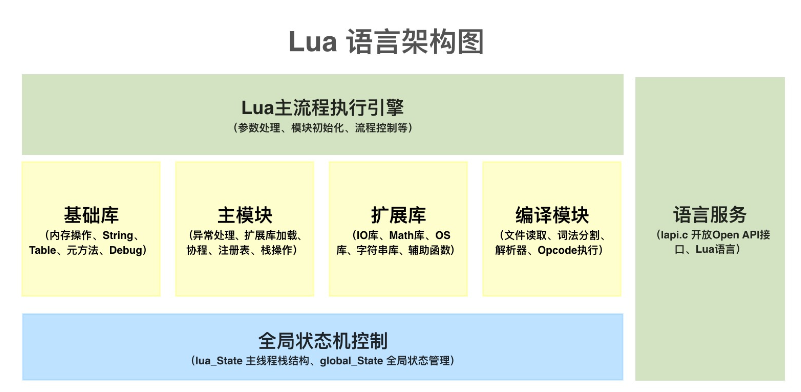 Lua 语言架构图
Lua主流程执行引擎
（参数处理、模块初始化、流程控制等）
基础库
（内存操作、String、
Table、元方法、Debug）
主模块
（异常处理、扩展库加载、
协程、注册表、栈操作）
扩展库
（IO库、Math库、OS
库、字符串库、辅助函数）
编译模块
（文件读取、词法分割、
解析器、Opcode执行）
语言服务
（lapi.c 开放Open API接
口、Lua语言）
全局状态机控制
（lua_State 主线程栈结构、global_State 全局状态管理）